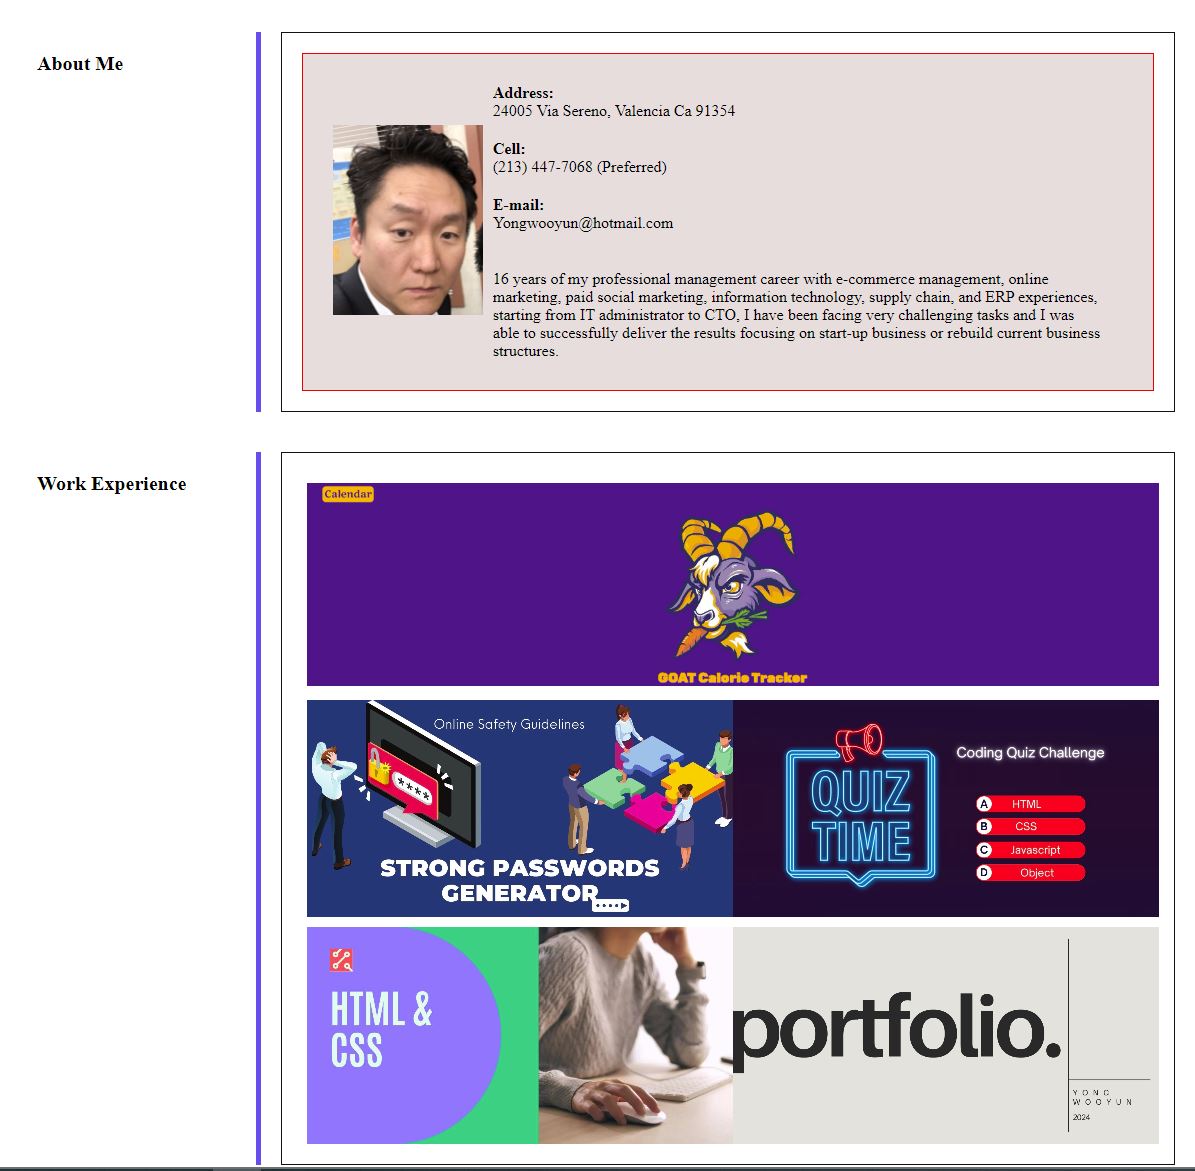 About Me
Address:
24005 Via Sereno, Valencia Ca 91354
Cell:
(213) 447-7068 (Preferred)
E-mail:
Yongwooyun@hotmail.com
16 years of my professional management career with e-commerce management, online
marketing, paid social marketing, information technology, supply chain, and ERP experiences,
starting from IT administrator to CTO, I have been facing very challenging tasks and I was
able to successfully deliver the results focusing on start-up business or rebuild current business
structures.
Work Experience
Calendar
GOAT Calorie Tracker
Online Safety Guidelines
****
STRONG PASSWORDS
GENERATOR
QUIZ
TIME
Coding Quiz Challenge
A HTML
B CSS
C Javascript
D Object
HTML &
CSS
portfolio.
YONG
WOOYUN
2024